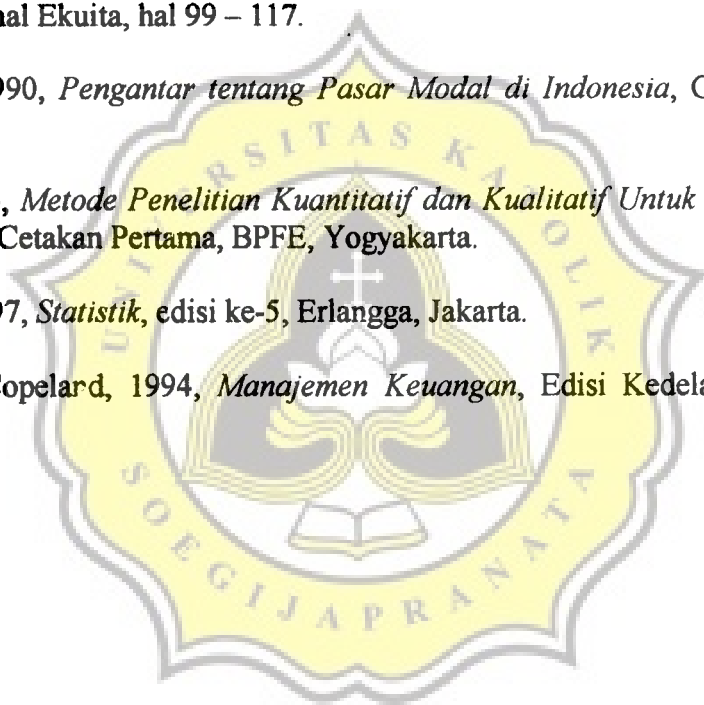 nal Ekuita, hal 99 – 117.
990, Pengantar tentang Pasar Modal di Indonesia, C
, Metode Penelitian Kuantitatif dan Kualitatif Untuk
Cetakan Pertama, BPFE, Yogyakarta.
97, Statistik, edisi ke-5, Erlangga, Jakarta.
Copelard, 1994, Manajemen Keuangan, Edisi Kedela
UNIVERSITAS KATOLIK
SOEGIJAPRANATA